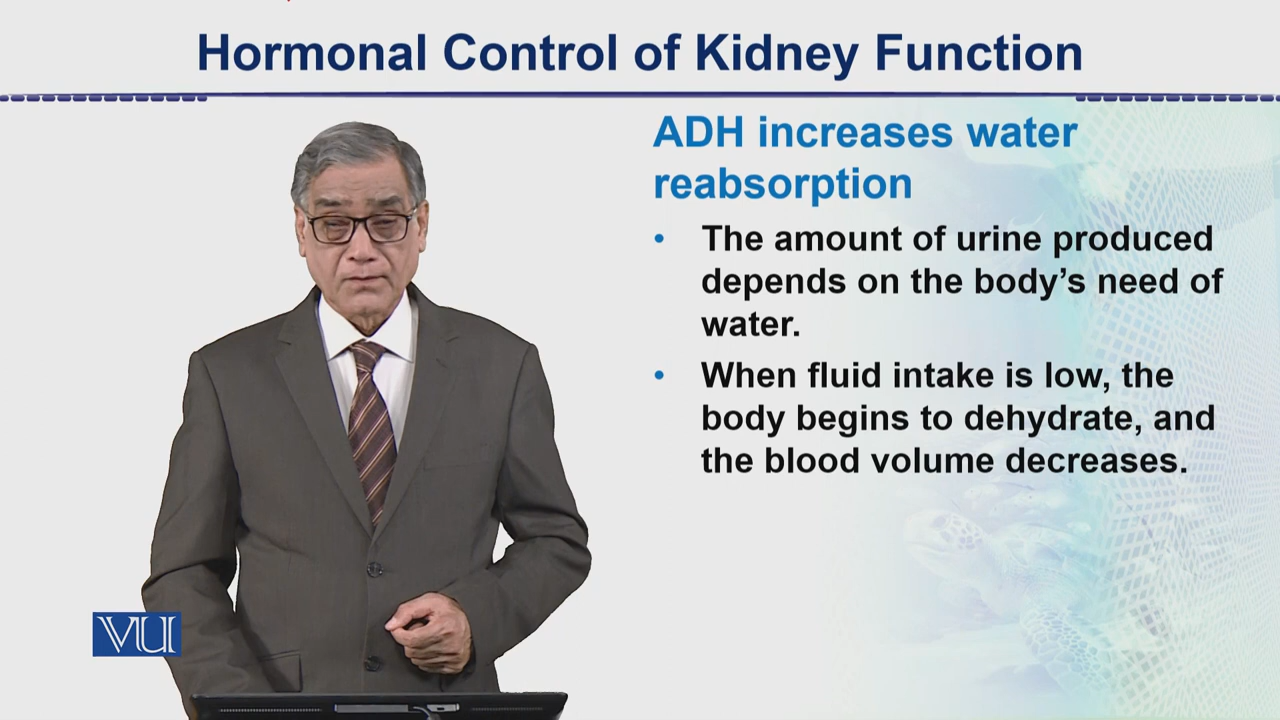 Hormonal Control of Kidney Function
ADH increases water
reabsorption
• The amount of urine produced
depends on the body’s need of
water.
• When fluid intake is low, the
body begins to dehydrate, and
the blood volume decreases.
VU